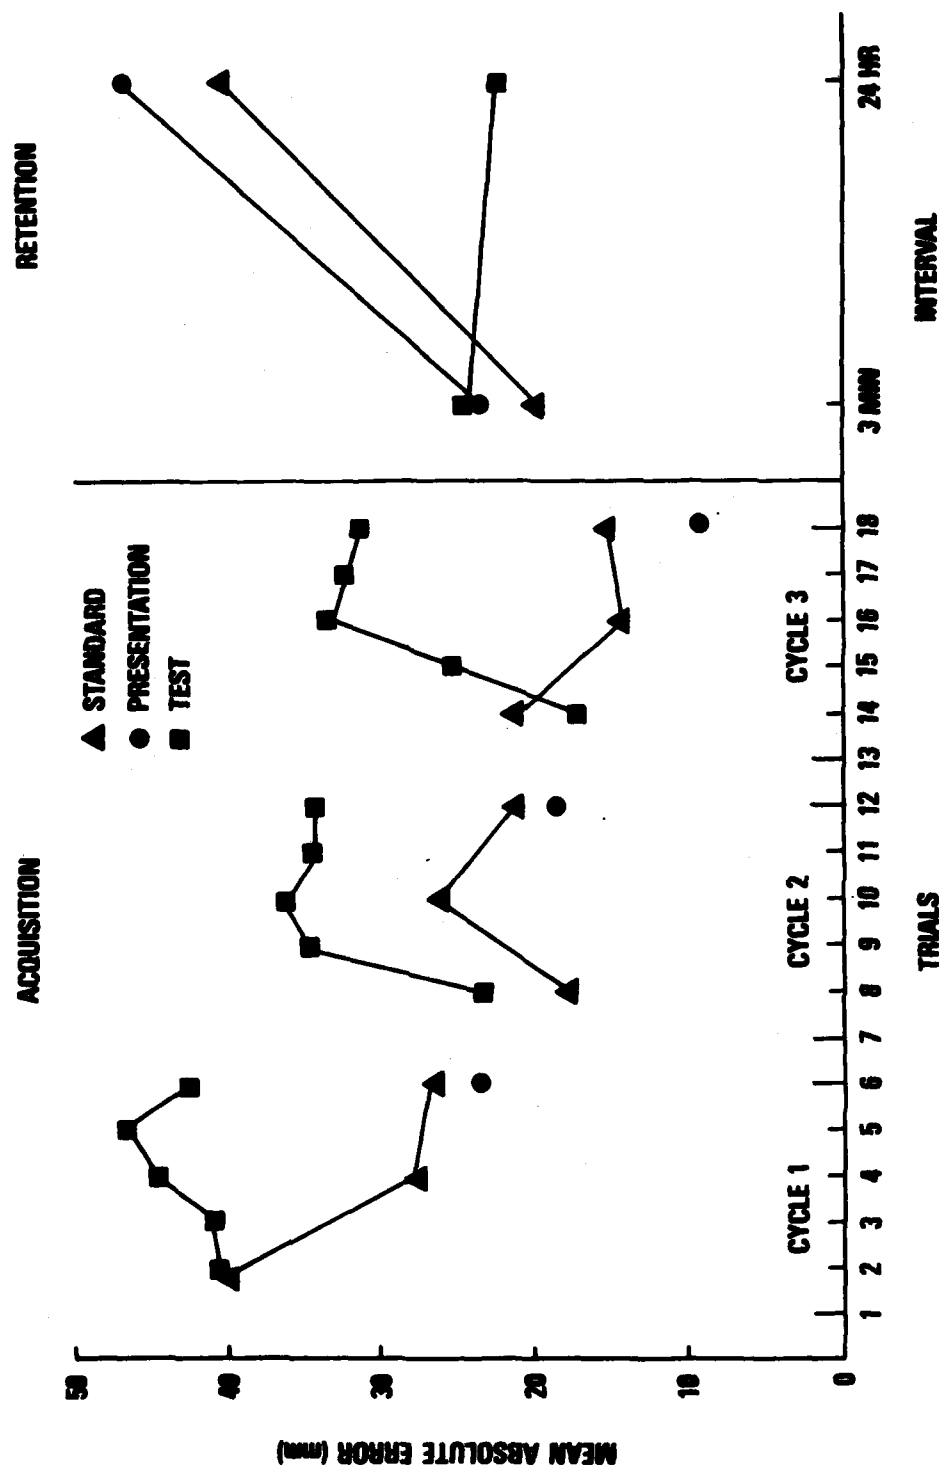 ACQUISITION
RETENTION
STANDARD
PRESENTATION
TEST
MEAN ABSOLUTE ERROR (mm)
50
40
30
20
10
0
CYCLE 1
CYCLE 2
CYCLE 3
1 2 3 4 5 6 7 8 9 10 11 12 13 14 15 16 17 18
3 MIN
24 HR
TRIALS
INTERVAL